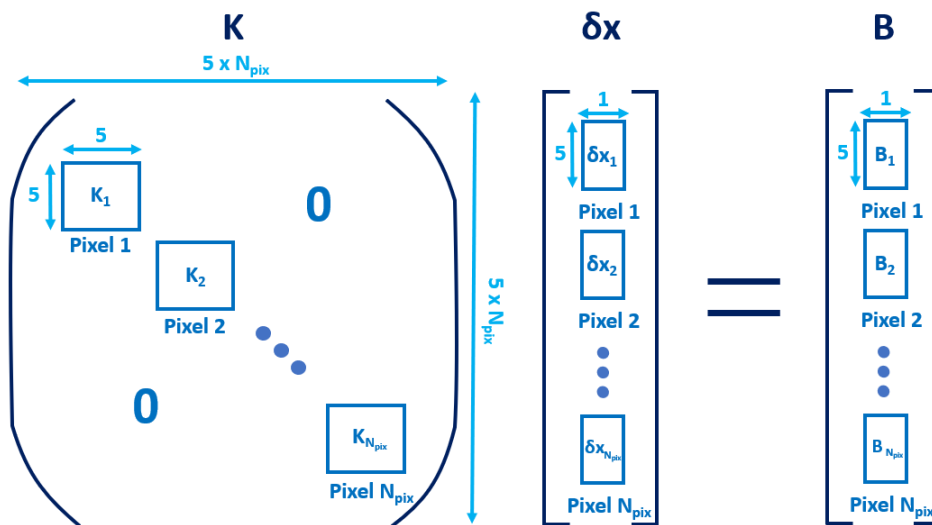 K
5 x Npix
5
5
K1
Pixel 1
0
K2
Pixel 2
0
KNpix
Pixel Npix
5 x Npix
δx
1
5
δx1
Pixel 1
δx2
Pixel 2
δxNpix
Pixel Npix
=
B
1
5
B1
Pixel 1
B2
Pixel 2
BNpix
Pixel Npix